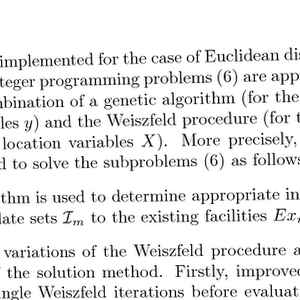 implemented for the case of Euclidean dis
teger programming problems (6) are app
bination of a genetic algorithm (for the
les y) and the Weiszfeld procedure (for t
location variables X). More precisely,
d to solve the subproblems (6) as follows
thm is used to determine appropriate in
date sets ℐₘ to the existing facilities Ex
variations of the Weiszfeld procedure a
the solution method. Firstly, improved
ngle Weiszfeld iterations before evaluat